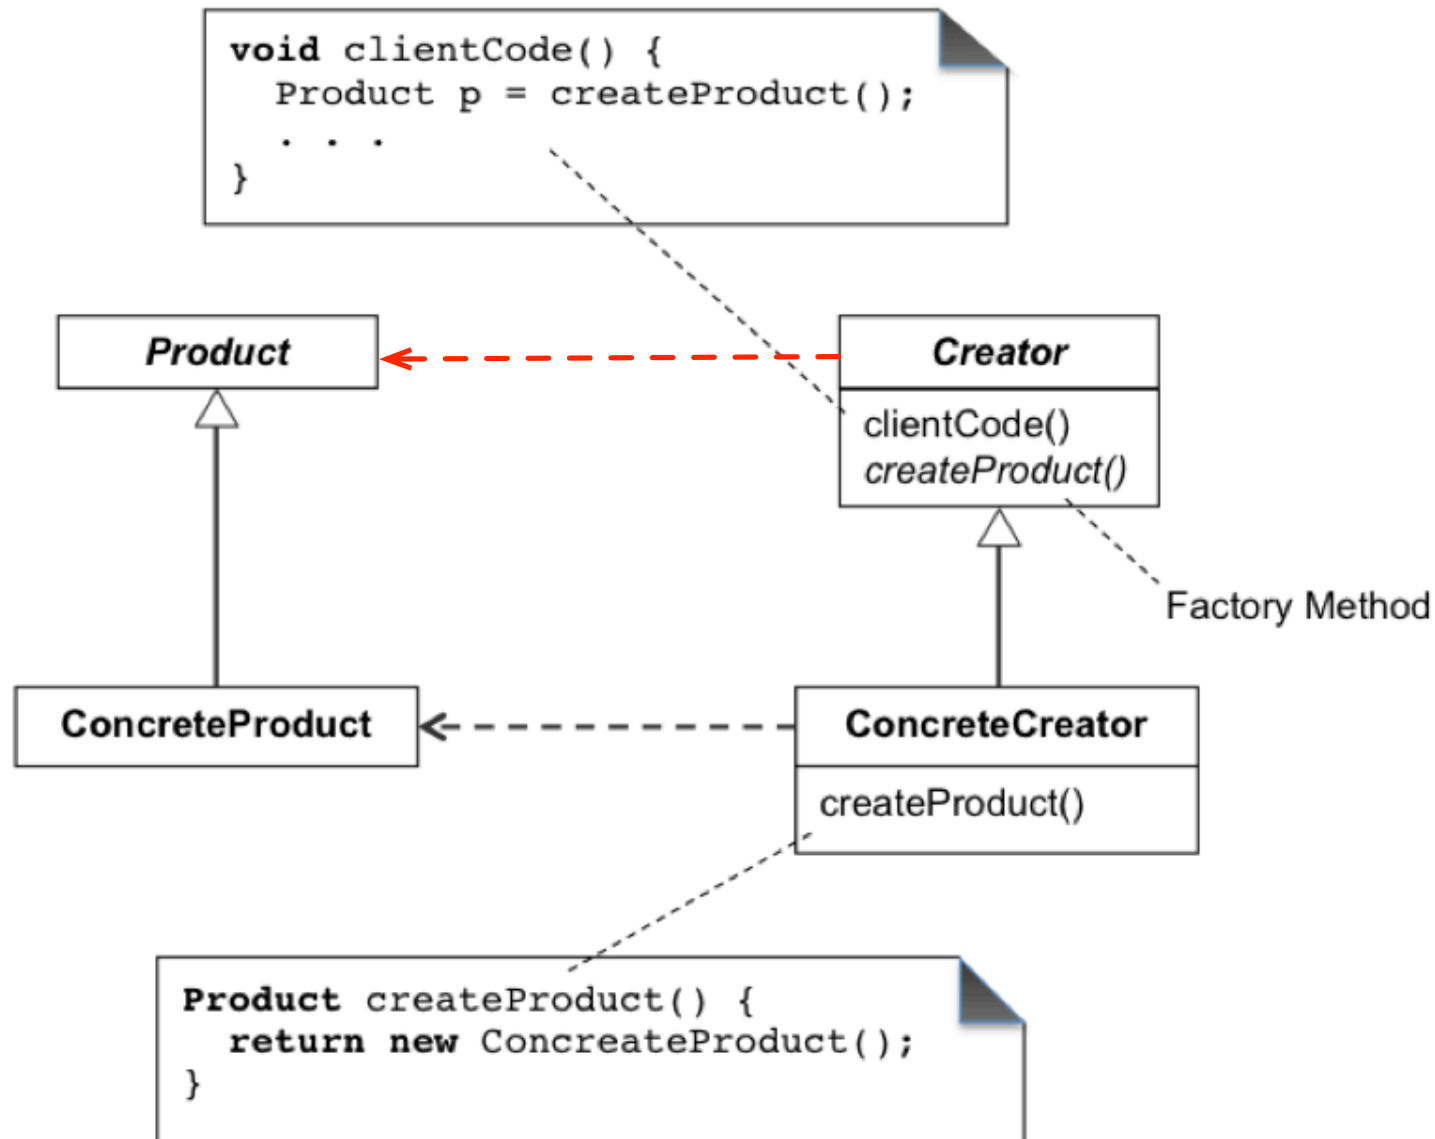 void clientCode() {
Product p = createProduct();
. . .
}
Product
Creator
clientCode()
createProduct()
Factory Method
ConcreteProduct
ConcreteCreator
createProduct()
Product createProduct() {
return new ConcreateProduct();
}